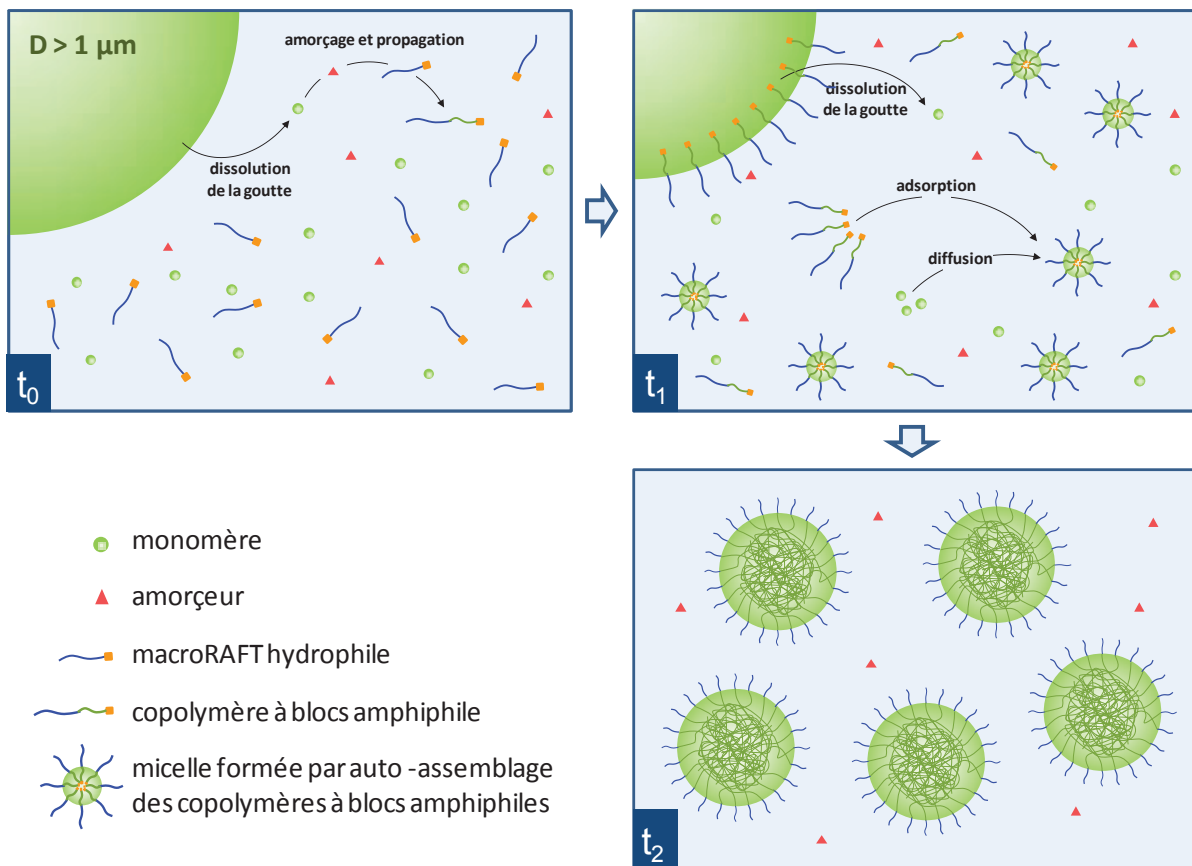 D > 1 µm
amorçage et propagation
dissolution
de la goutte
t0
dissolution
de la goutte
adsorption
diffusion
t1
monomère
amorçeur
macroRAFT hydrophile
copolymère à blocs amphiphile
micelle formée par auto -assemblage
des copolymères à blocs amphiphiles
t2